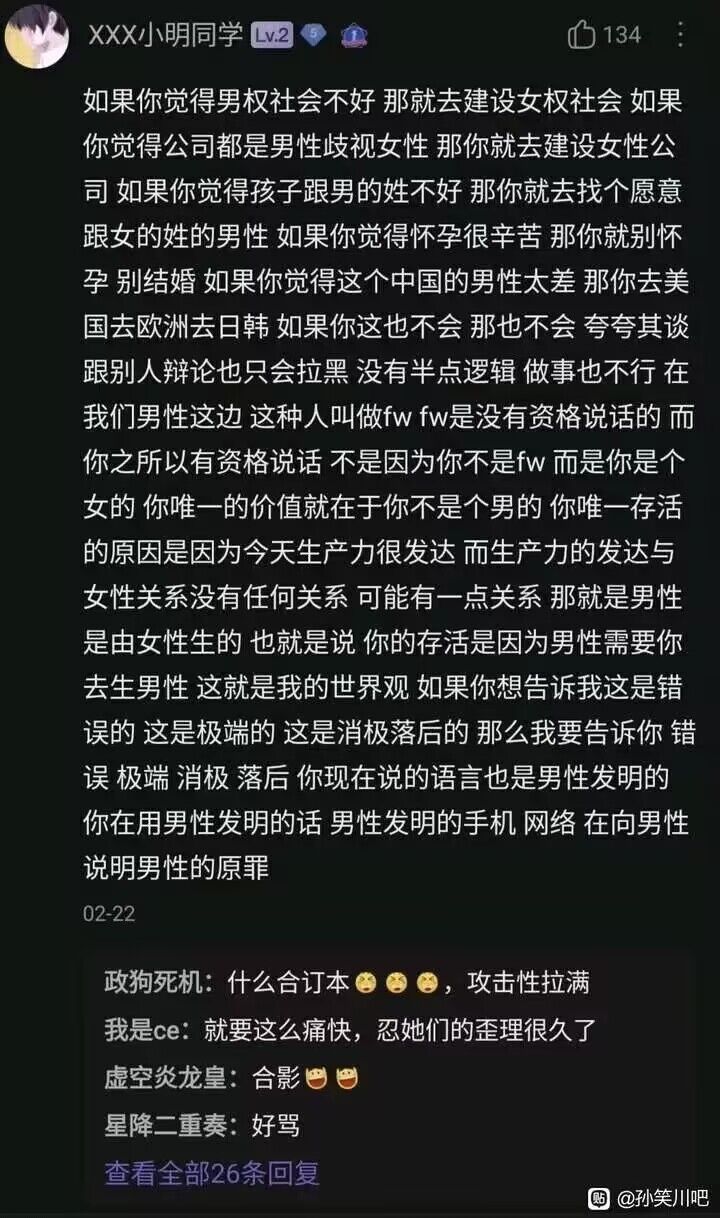 XXX小明同学 Lv.2 5 1 134
如果你觉得男权社会不好 那就去建设女权社会 如果
你觉得公司都是男性歧视女性 那你就去建设女性公
司 如果你觉得孩子跟男的姓不好 那你就去找个愿意
跟女的姓的男性 如果你觉得怀孕很辛苦 那你就别怀
孕 别结婚 如果你觉得这个中国的男性太差 那你去美
国去欧洲去日韩 如果你这也不会 那也不会 夸夸其谈
跟别人辩论也只会拉黑 没有半点逻辑 做事也不行 在
我们男性这边 这种人叫做fw fw是没有资格说话的 而
你之所以有资格说话 不是因为你不是fw 而是你是个
女的 你唯一的价值就在于你不是个男的 你唯一存活
的原因是因为今天生产力很发达 而生产力的发达与
女性关系没有任何关系 可能有一点关系 那就是男性
是由女性生的 也就是说 你的存活是因为男性需要你
去生男性 这就是我的世界观 如果你想告诉我这是错
误的 这是极端的 这是消极落后的 那么我要告诉你 错
误 极端 消极 落后 你现在说的语言也是男性发明的
你在用男性发明的话 男性发明的手机 网络 在向男性
说明男性的原罪
02-22
政狗死机：什么合订本，攻击性拉满
我是ce：就要这么痛快，忍她们的歪理很久了
虚空炎龙皇：合影
星降二重奏：好骂
查看全部26条回复
贴 @孙笑川吧